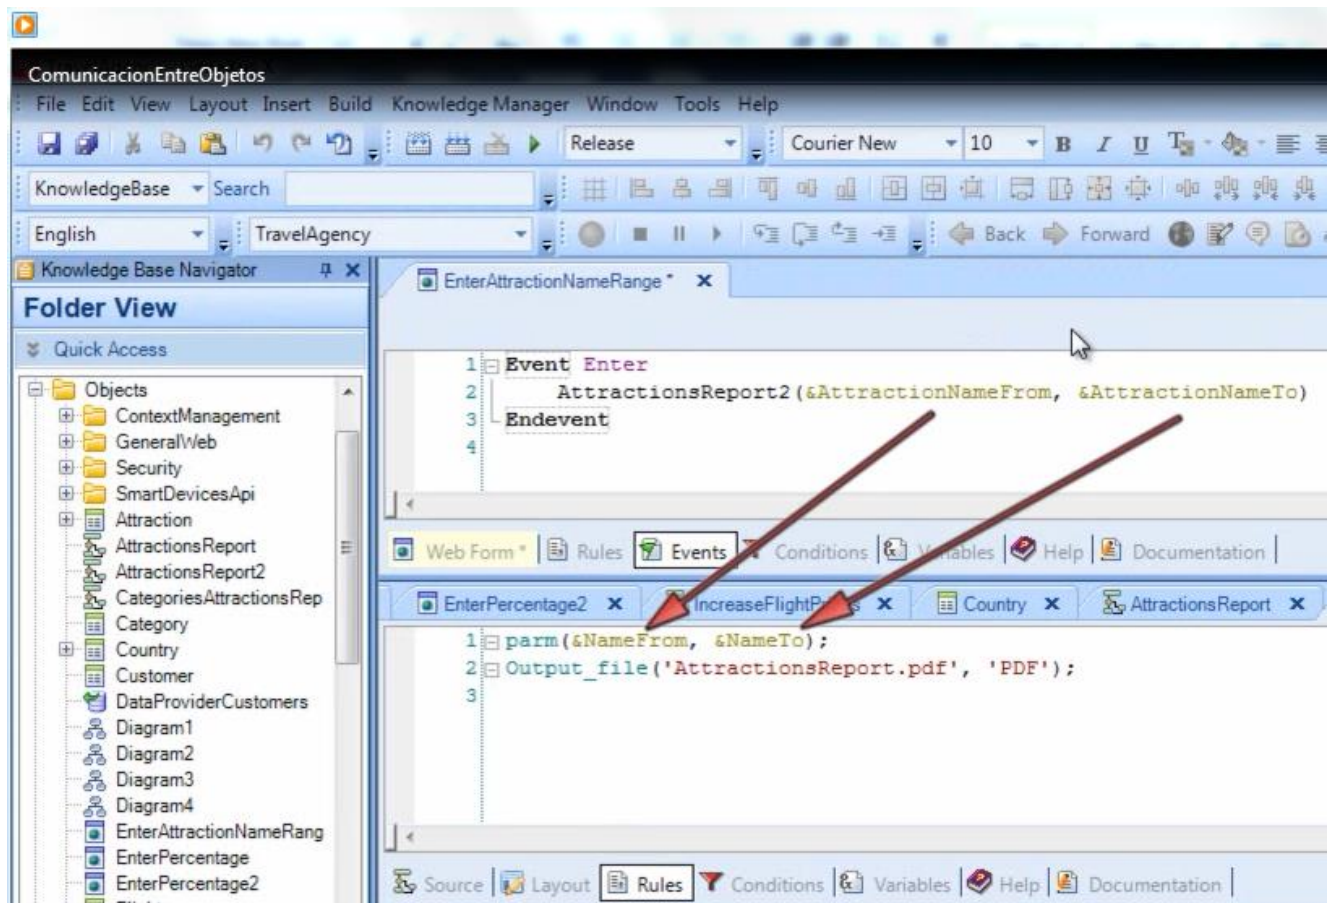 ComunicacionEntreObjetos
File Edit View Layout Insert Build Knowledge Manager Window Tools Help
Release Courier New 10 B I U
KnowledgeBase Search
English TravelAgency Back Forward
Knowledge Base Navigator
Folder View
Quick Access
Objects
ContextManagement
GeneralWeb
Security
SmartDevicesApi
Attraction
AttractionsReport
AttractionsReport2
CategoriesAttractionsRep
Category
Country
Customer
DataProviderCustomers
Diagram1
Diagram2
Diagram3
Diagram4
EnterAttractionNameRang
EnterPercentage
EnterPercentage2
EnterAttractionNameRange *
1 Event Enter
2 AttractionsReport2(&AttractionNameFrom, &AttractionNameTo)
3 Endevent
4
Web Form * Rules Events Conditions Variables Help Documentation
EnterPercentage2 IncreaseFlightPrices Country AttractionsReport
1 parm(&NameFrom, &NameTo);
2 Output_file('AttractionsReport.pdf', 'PDF');
3
Source Layout Rules Conditions Variables Help Documentation